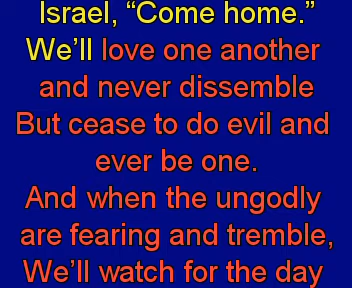 Israel, “Come home.”
We’ll love one another
and never dissemble
But cease to do evil and
ever be one.
And when the ungodly
are fearing and tremble,
We’ll watch for the day